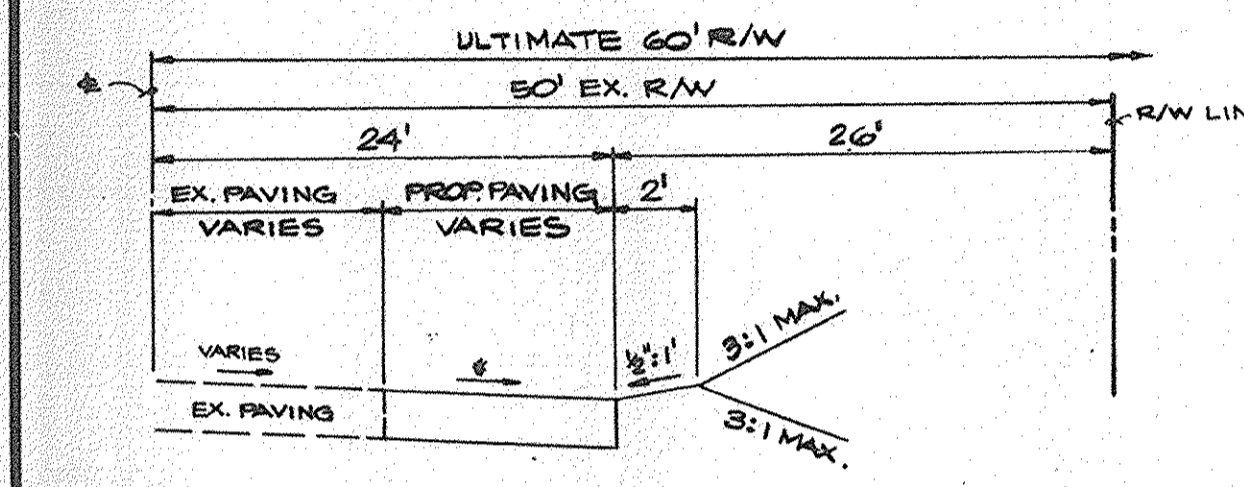 ULTIMATE 60' R/W
50' EX. R/W
R/W LIN
24'
26'
EX. PAVING
VARIES
PROP. PAVING
VARIES
2'
VARIES
½":1'
3:1 MAX.
EX. PAVING
3:1 MAX.